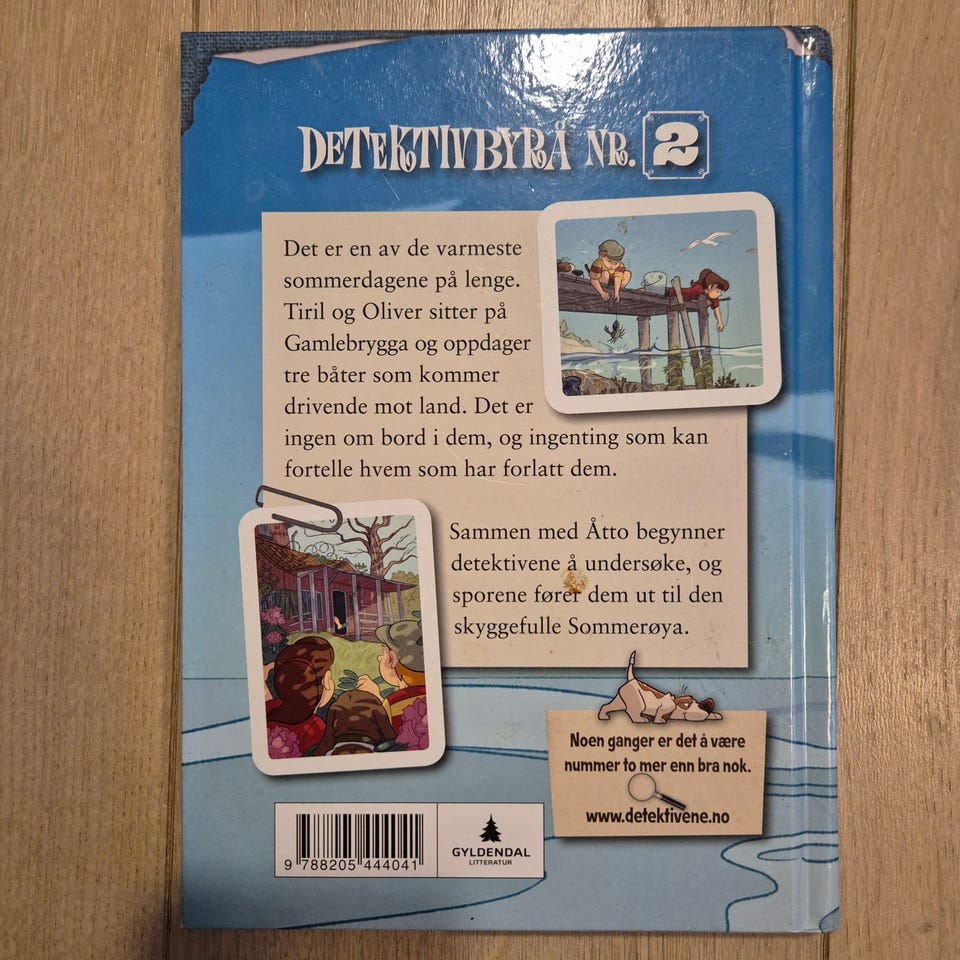 DETEKTIVBYRÅ NR. 2
Det er en av de varmeste
sommerdagene på lenge.
Tiril og Oliver sitter på
Gamlebrygga og oppdager
tre båter som kommer
drivende mot land. Det er
ingen om bord i dem, og ingenting som kan
fortelle hvem som har forlatt dem.
Sammen med Åtto begynner
detektivene å undersøke, og
sporene fører dem ut til den
skyggefulle Sommerøya.
Noen ganger er det å være
nummer to mer enn bra nok.
www.detektivene.no
9 788205 444041
GYLDENDAL
LITTERATUR